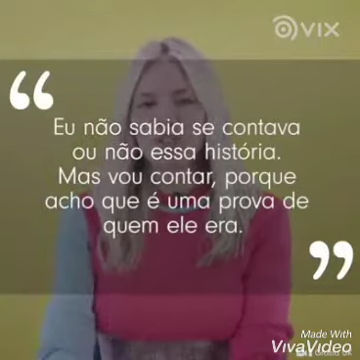 VIX
“
Eu não sabia se contava
ou não essa história.
Mas vou contar, porque
acho que é uma prova de
quem ele era.
”
Made With
VivaVideo